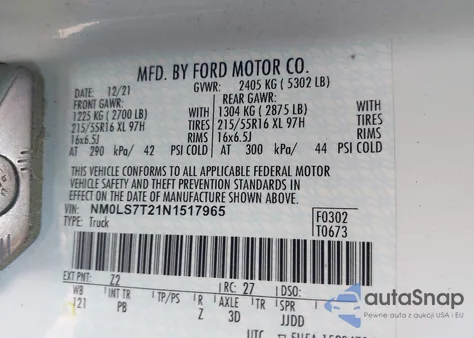 MFD. BY FORD MOTOR CO.
DATE: 12/21 GVWR: 2405 KG ( 5302 LB)
FRONT GAWR: REAR GAWR:
1225 KG ( 2700 LB) WITH 1304 KG ( 2875 LB) WITH
215/55R16 XL 97H TIRES 215/55R16 XL 97H TIRES
16x6.5J RIMS 16x6.5J RIMS
AT 290 kPa/ 42 PSI COLD AT 300 kPa/ 44 PSI COLD
THIS VEHICLE CONFORMS TO ALL APPLICABLE FEDERAL MOTOR
VEHICLE SAFETY AND THEFT PREVENTION STANDARDS IN
EFFECT ON THE DATE OF MANUFACTURE SHOWN ABOVE.
VIN: NM0LS7T21N1517965
TYPE: Truck
F0302
T0673
EXT PNT: Z2 RC: 27 DSO:
WB INT TR TP/PS R AXLE TR SPR
121 PB Z 3D JJDD
UTC
autoSnap
Автомобілі під ключ з USA і EU